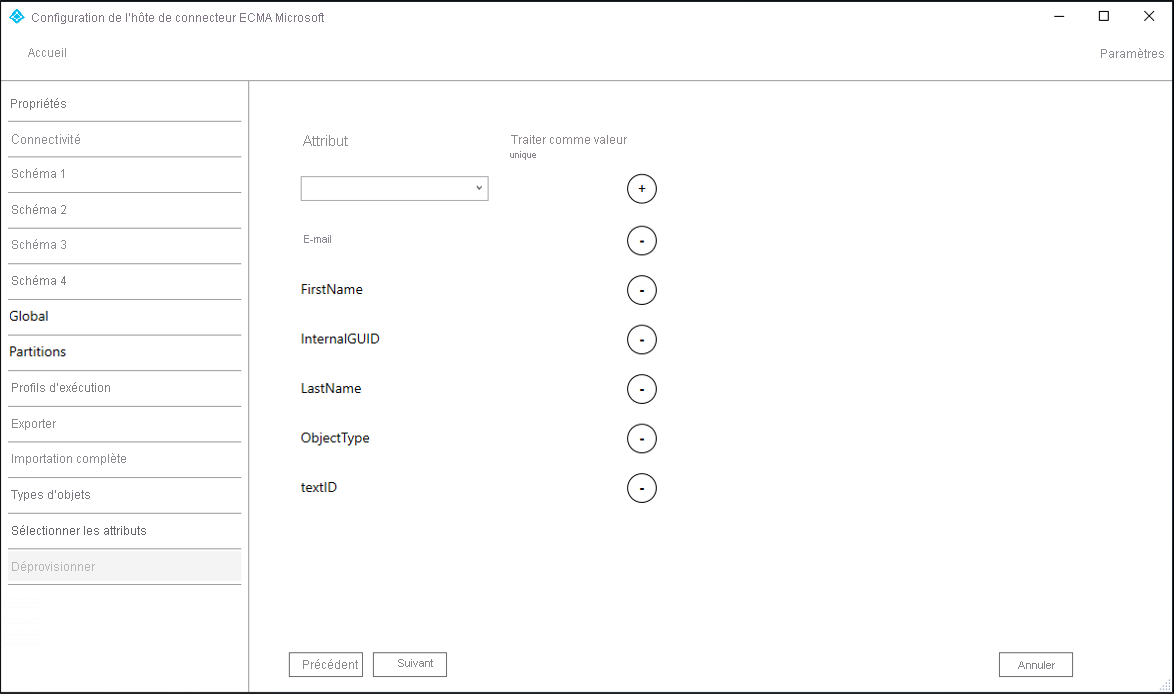 Configuration de l'hôte de connecteur ECMA Microsoft
Accueil
Paramètres
Propriétés
Connectivité
Schéma 1
Schéma 2
Schéma 3
Schéma 4
Global
Partitions
Profils d'exécution
Exporter
Importation complète
Types d'objets
Sélectionner les attributs
Déprovisionner
Attribut
Traiter comme valeur
unique
+
E-mail
-
FirstName
-
InternalGUID
-
LastName
-
ObjectType
-
textID
-
Précédent
Suivant
Annuler